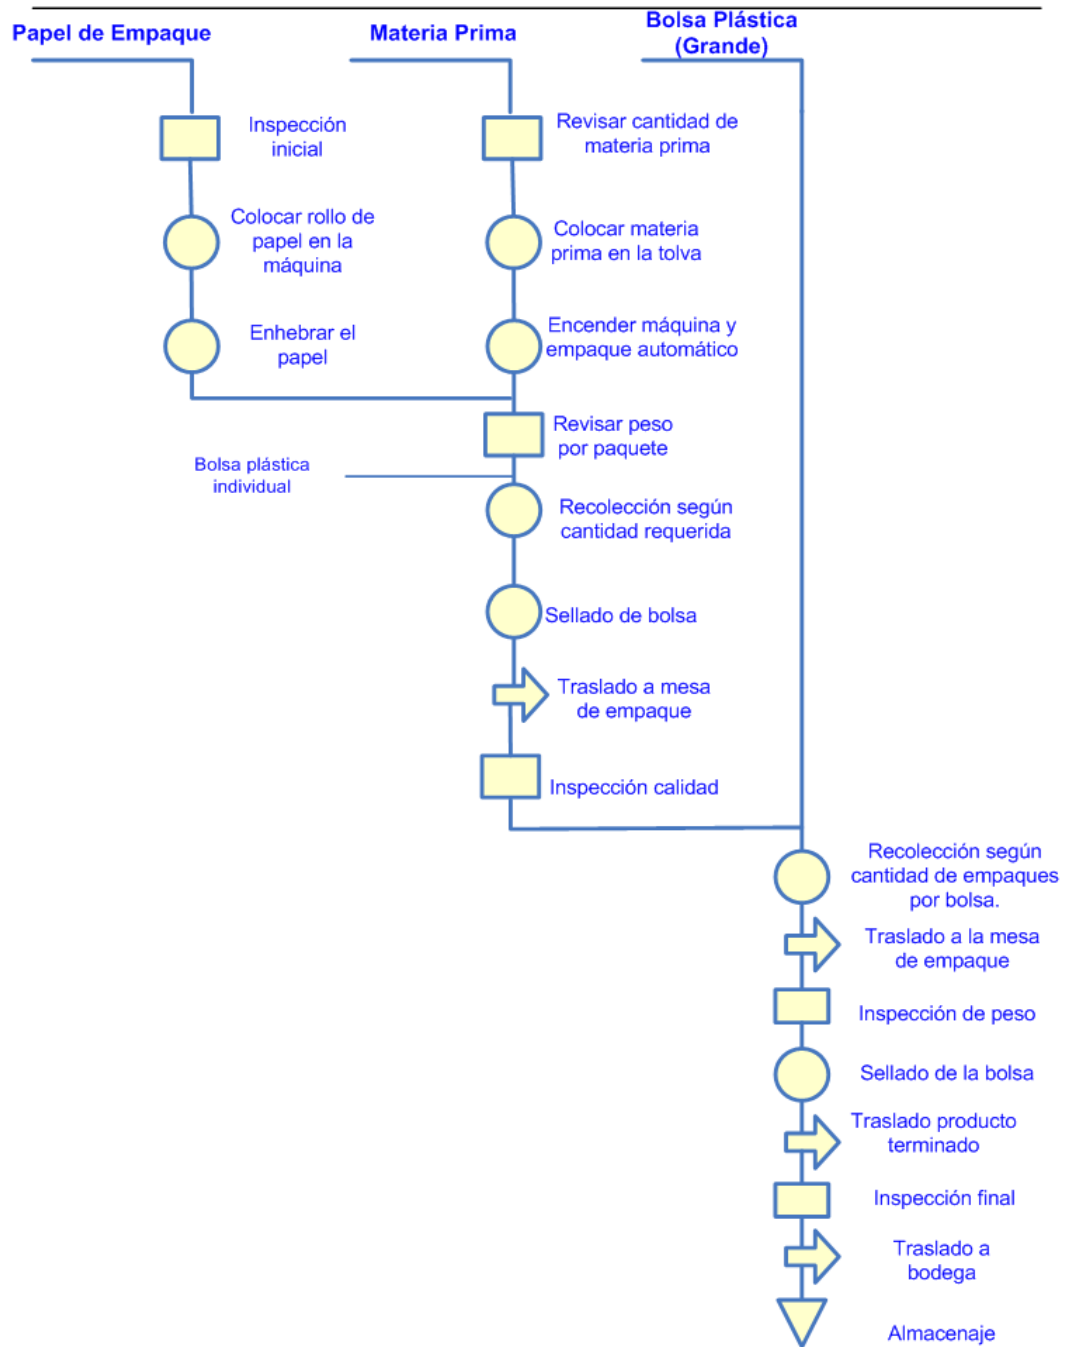 Papel de Empaque
Materia Prima
Bolsa Plástica
(Grande)
Inspección
inicial
Revisar cantidad de
materia prima
Colocar rollo de
papel en la
máquina
Colocar materia
prima en la tolva
Enhebrar el
papel
Encender máquina y
empaque automático
Revisar peso
por paquete
Bolsa plástica
individual
Recolección según
cantidad requerida
Sellado de bolsa
Traslado a mesa
de empaque
Inspección calidad
Recolección según
cantidad de empaques
por bolsa.
Traslado a la mesa
de empaque
Inspección de peso
Sellado de la bolsa
Traslado producto
terminado
Inspección final
Traslado a
bodega
Almacenaje